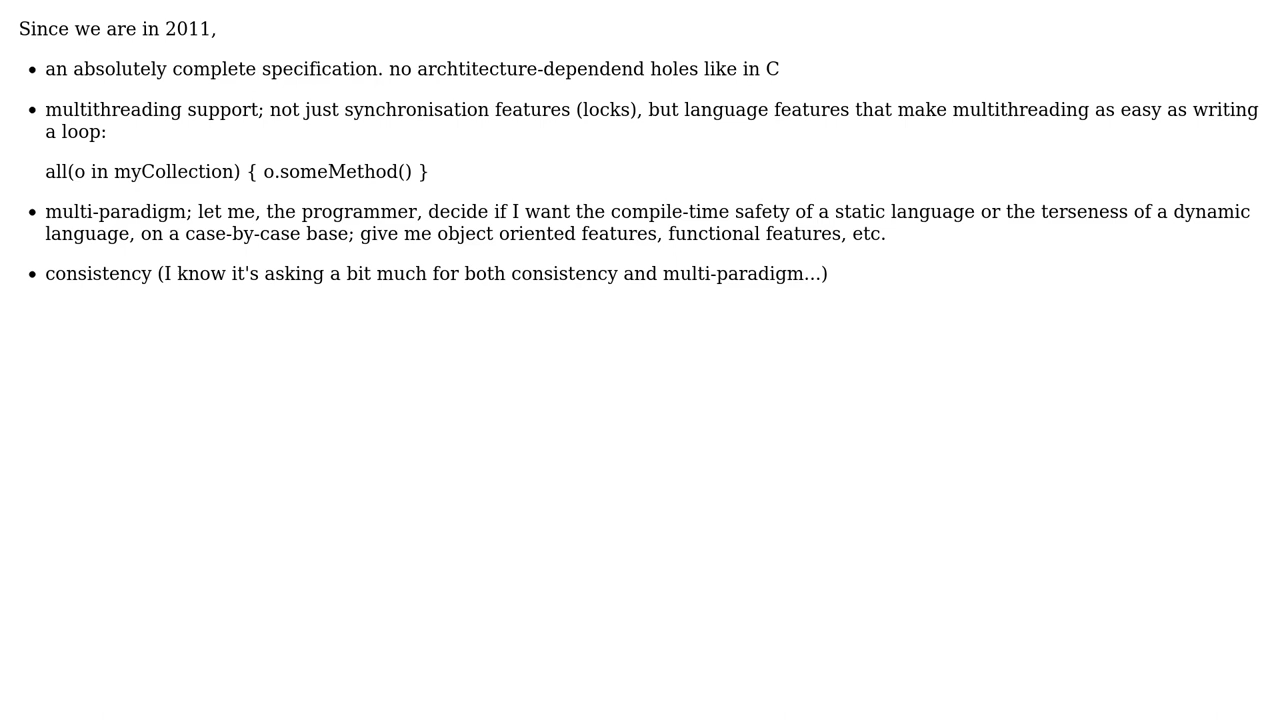 Since we are in 2011,
• an absolutely complete specification. no archtitecture-dependend holes like in C
• multithreading support; not just synchronisation features (locks), but language features that make multithreading as easy as writing
a loop:
all(o in myCollection) { o.someMethod() }
• multi-paradigm; let me, the programmer, decide if I want the compile-time safety of a static language or the terseness of a dynamic
language, on a case-by-case base; give me object oriented features, functional features, etc.
• consistency (I know it's asking a bit much for both consistency and multi-paradigm...)